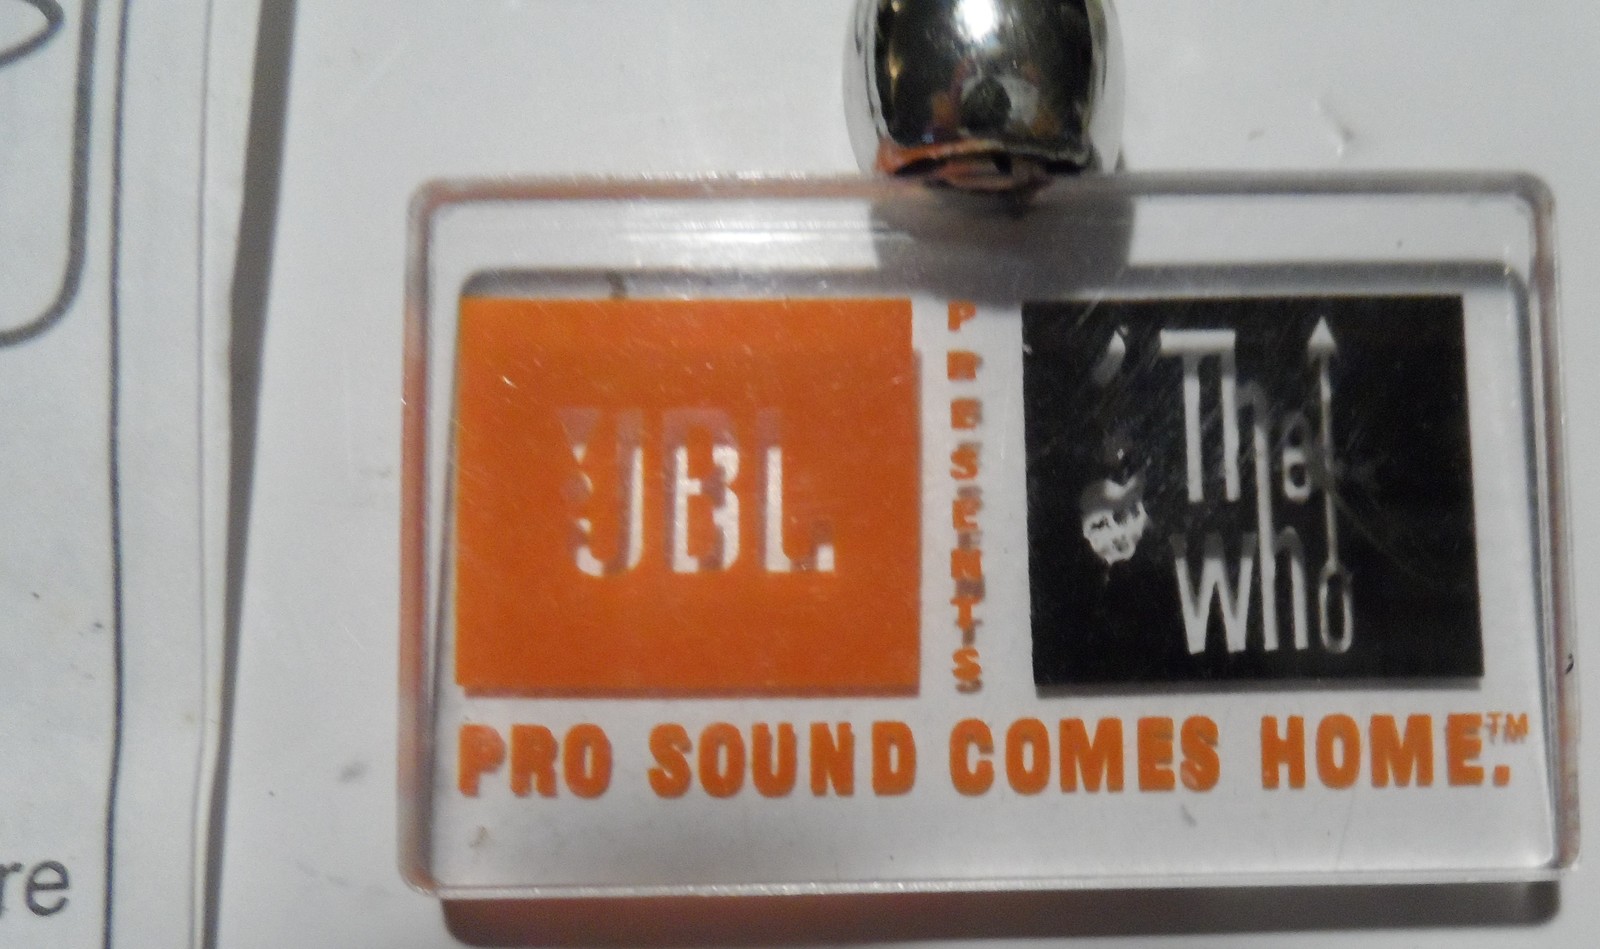 JBL
PRESENTS
The
Who
PRO SOUND COMES HOME.™
re